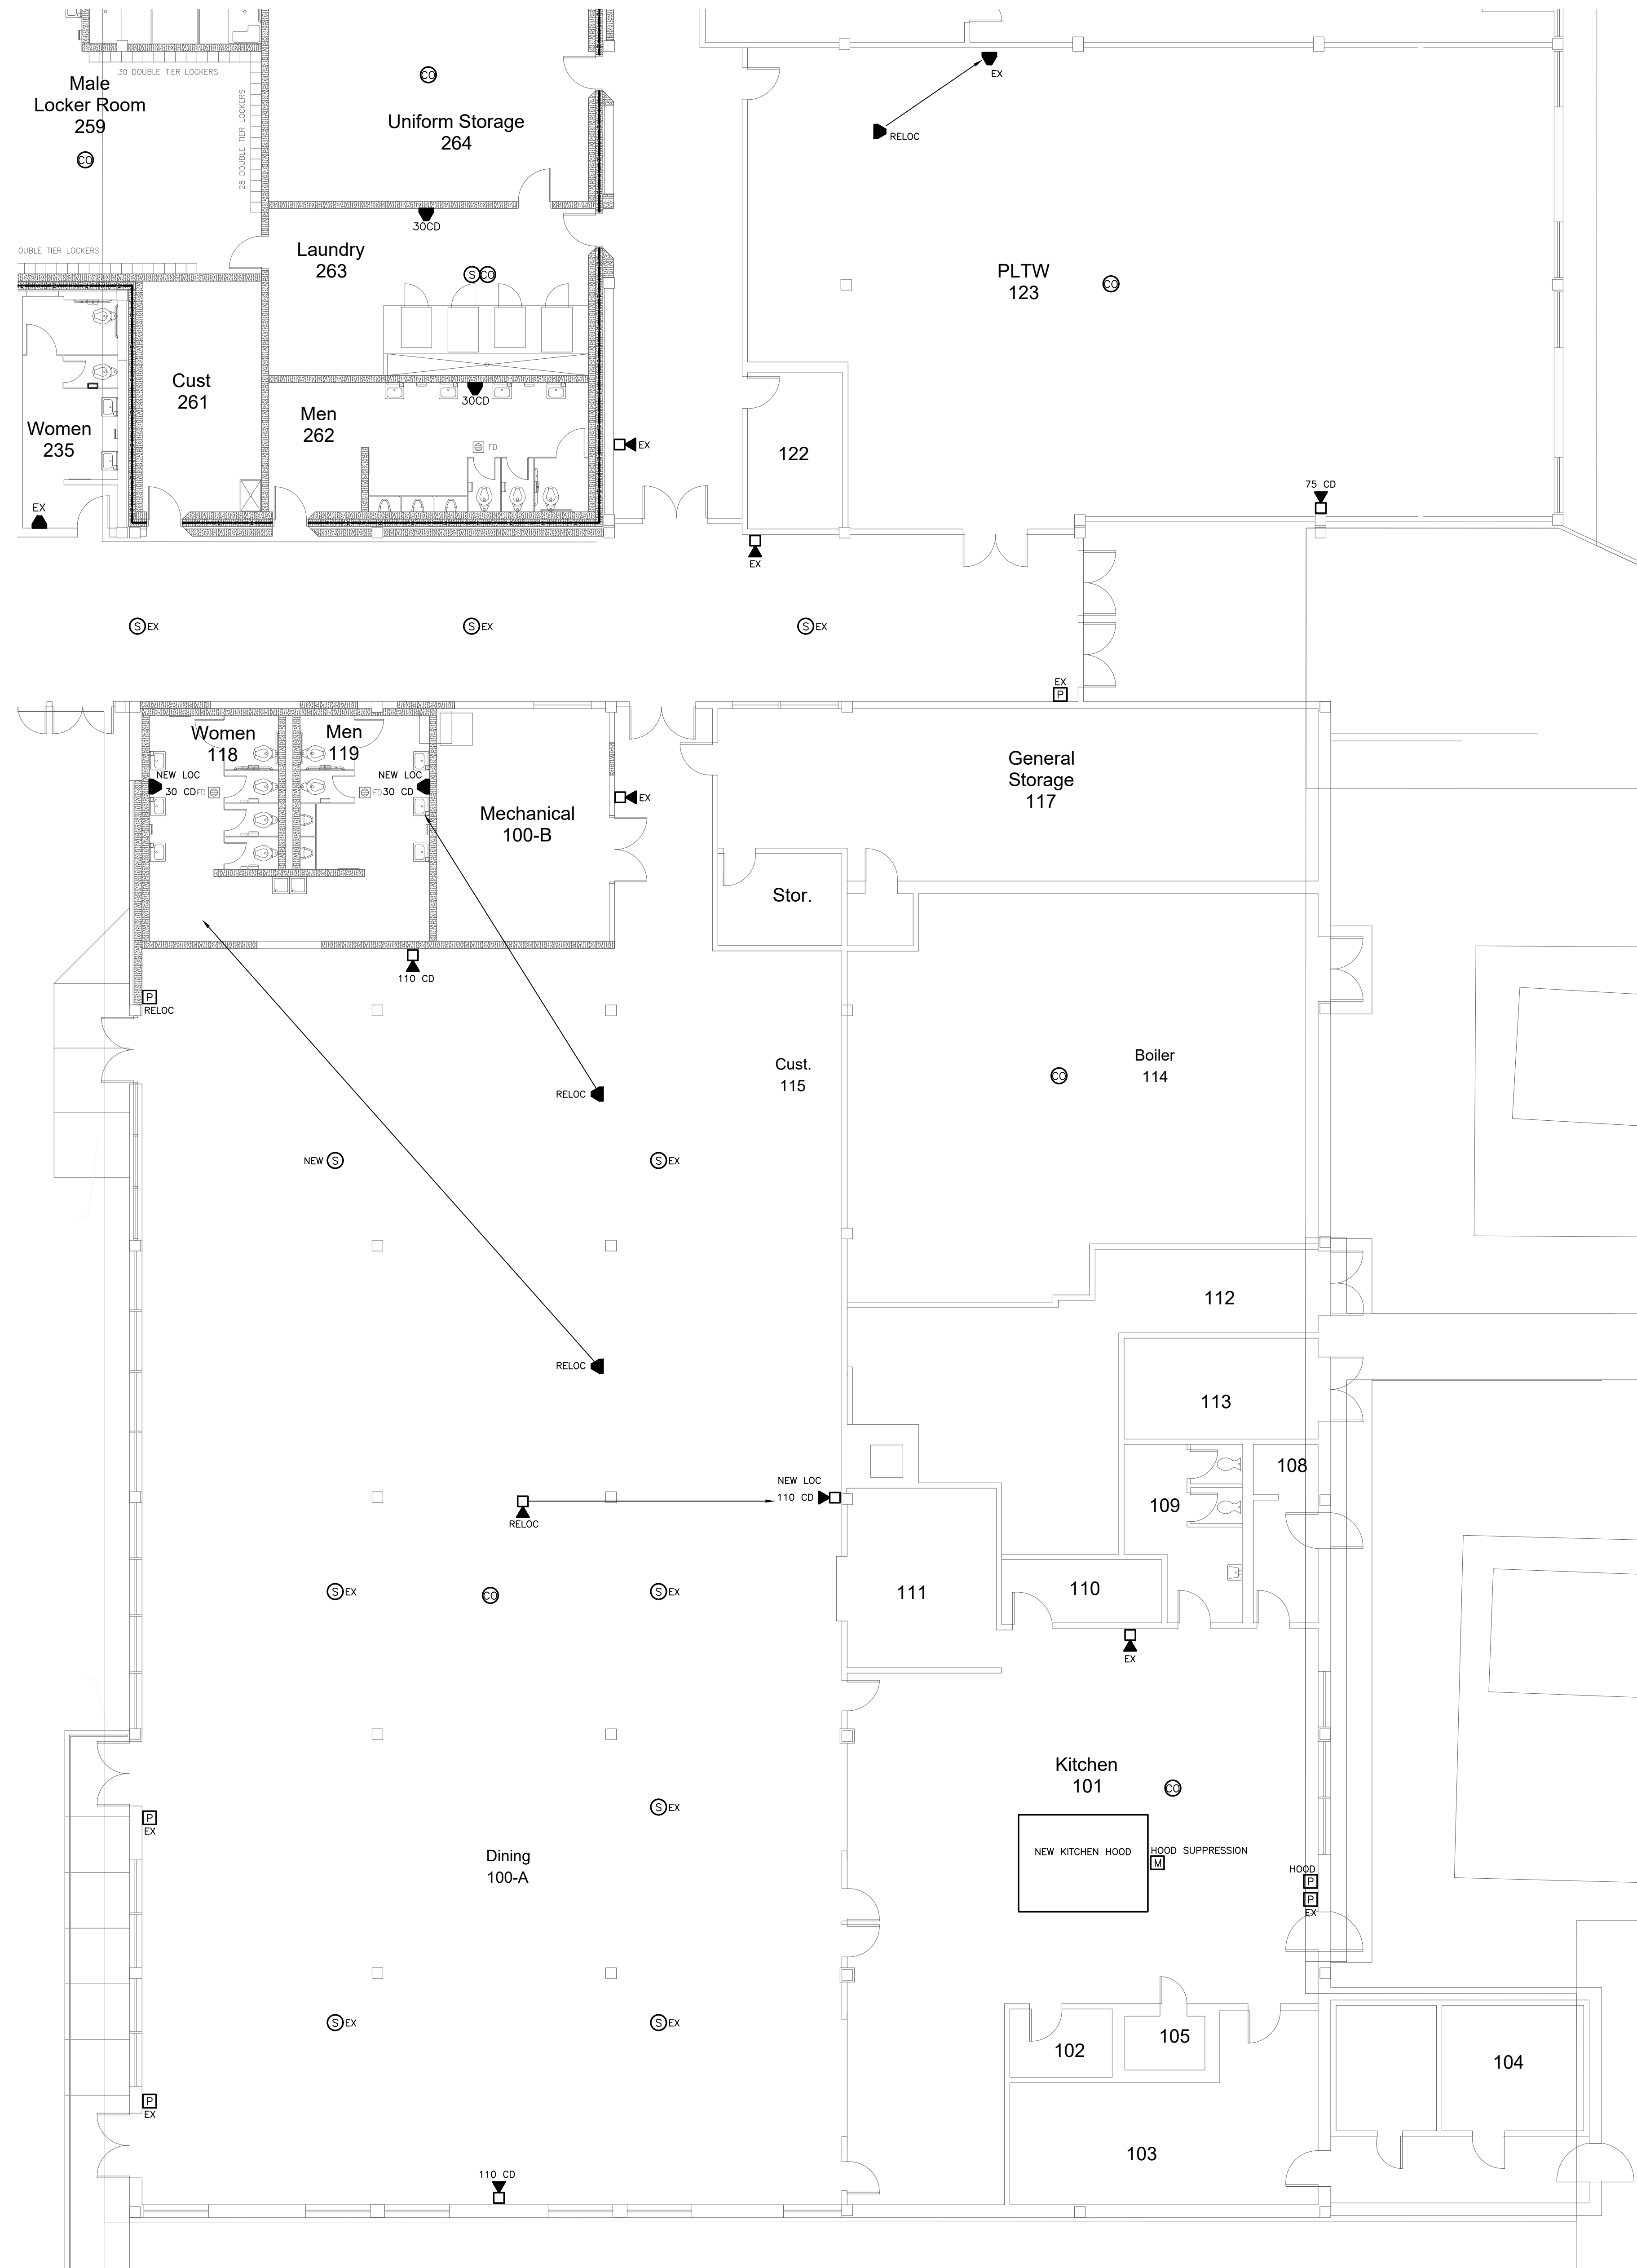 30 DOUBLE TIER LOCKERS
Male
Locker Room
259
CO
28 DOUBLE TIER LOCKERS
OUBLE TIER LOCKERS
CO
Uniform Storage
264
EX
RELOC
30CD
Laundry
263
S CO
PLTW
123
CO
Cust
261
Women
235
EX
Men
262
30CD
FD
EX
122
75 CD
EX
S EX
S EX
S EX
EX
P
Women
118
Men
119
NEW LOC
30 CD
FD
NEW LOC
FD
30 CD
Mechanical
100-B
EX
General
Storage
117
Stor.
110 CD
P
RELOC
Cust.
115
Boiler
114
CO
RELOC
NEW S
S EX
112
RELOC
113
108
109
NEW LOC
110 CD
RELOC
S EX
CO
S EX
111
110
EX
Kitchen
101
CO
P
EX
S EX
NEW KITCHEN HOOD
HOOD SUPPRESSION
M
HOOD
P
P
EX
Dining
100-A
S EX
S EX
102
105
104
103
P
EX
110 CD